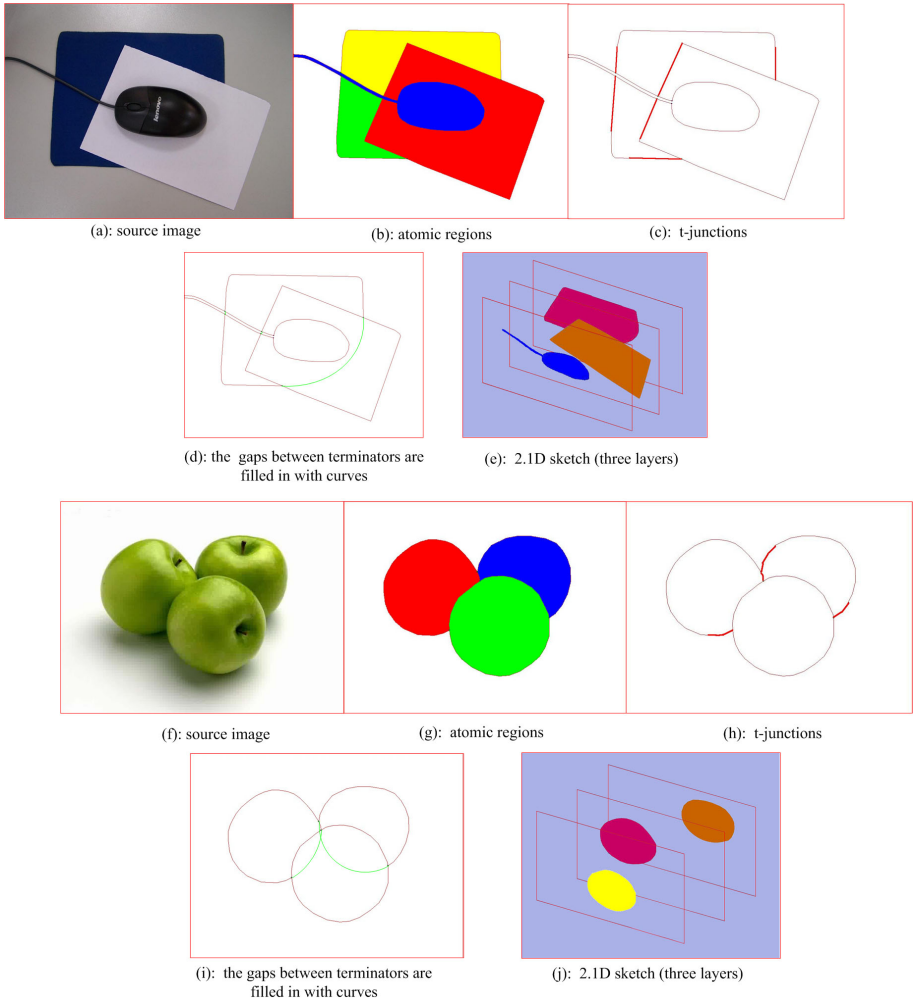 lenovo
(a): source image
(b): atomic regions
(c): t-junctions
(d): the gaps between terminators are
filled in with curves
(e): 2.1D sketch (three layers)
(f): source image
(g): atomic regions
(h): t-junctions
(i): the gaps between terminators are
filled in with curves
(j): 2.1D sketch (three layers)